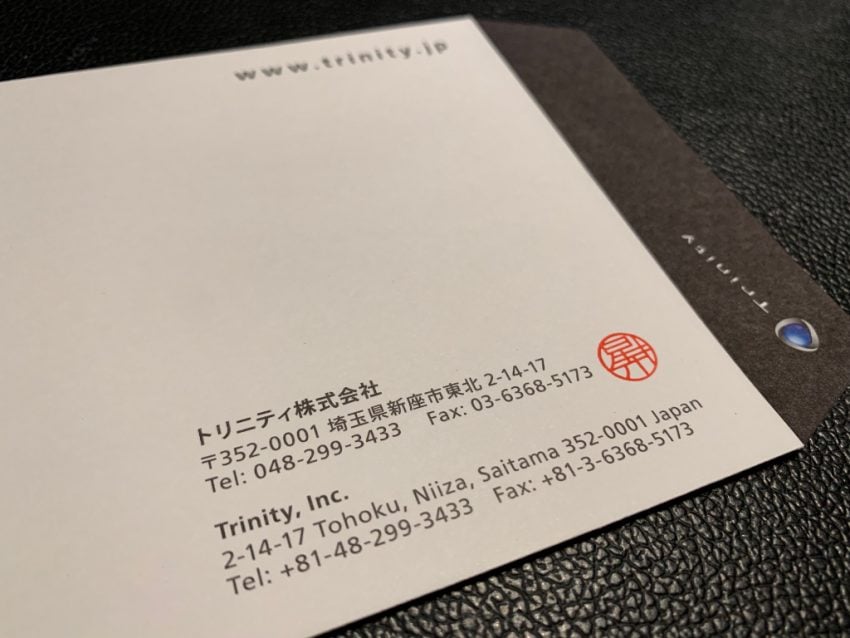 www.trinity.jp
Trinity
トリニティ株式会社
〒352-0001 埼玉県新座市東北 2-14-17
Tel: 048-299-3433 Fax: 03-6368-5173
Trinity, Inc.
2-14-17 Tohoku, Niiza, Saitama 352-0001 Japan
Tel: +81-48-299-3433 Fax: +81-3-6368-5173